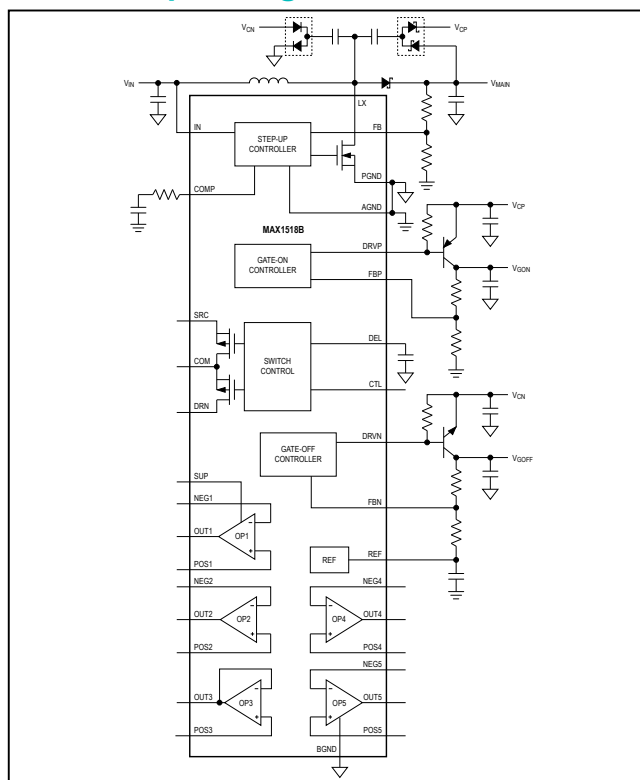 VCN
VCP
VIN
VMAIN
LX
IN
STEP-UP
CONTROLLER
FB
PGND
COMP
AGND
MAX1518B
VCP
GATE-ON
CONTROLLER
DRVP
FBP
VGON
SRC
COM
DRN
SWITCH
CONTROL
DEL
CTL
VCN
GATE-OFF
CONTROLLER
DRVN
VGOFF
FBN
SUP
NEG1
OUT1
OP1
POS1
REF
REF
NEG2
OUT2
OP2
POS2
NEG4
OP4
OUT4
POS4
OUT3
OP3
POS3
NEG5
OP5
OUT5
POS5
BGND